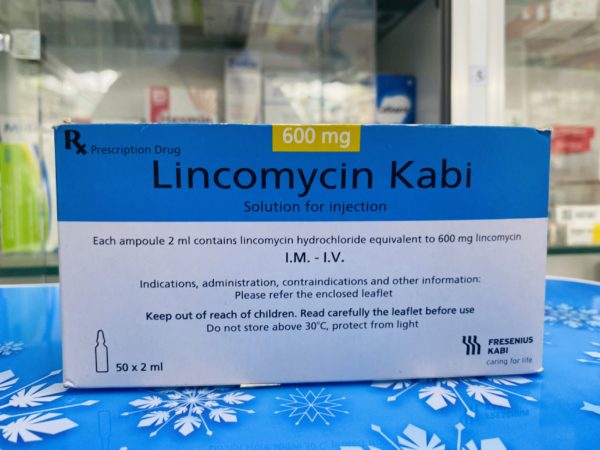 600 mg
Rx Prescription Drug
Lincomycin Kabi
Solution for injection
Each ampoule 2 ml contains lincomycin hydrochloride equivalent to 600 mg lincomycin
I.M. - I.V.
Indications, administration, contraindications and other information:
Please refer the enclosed leaflet
Keep out of reach of children. Read carefully the leaflet before use
Do not store above 30°C, protect from light
50 x 2 ml
FRESENIUS
KABI
caring for life